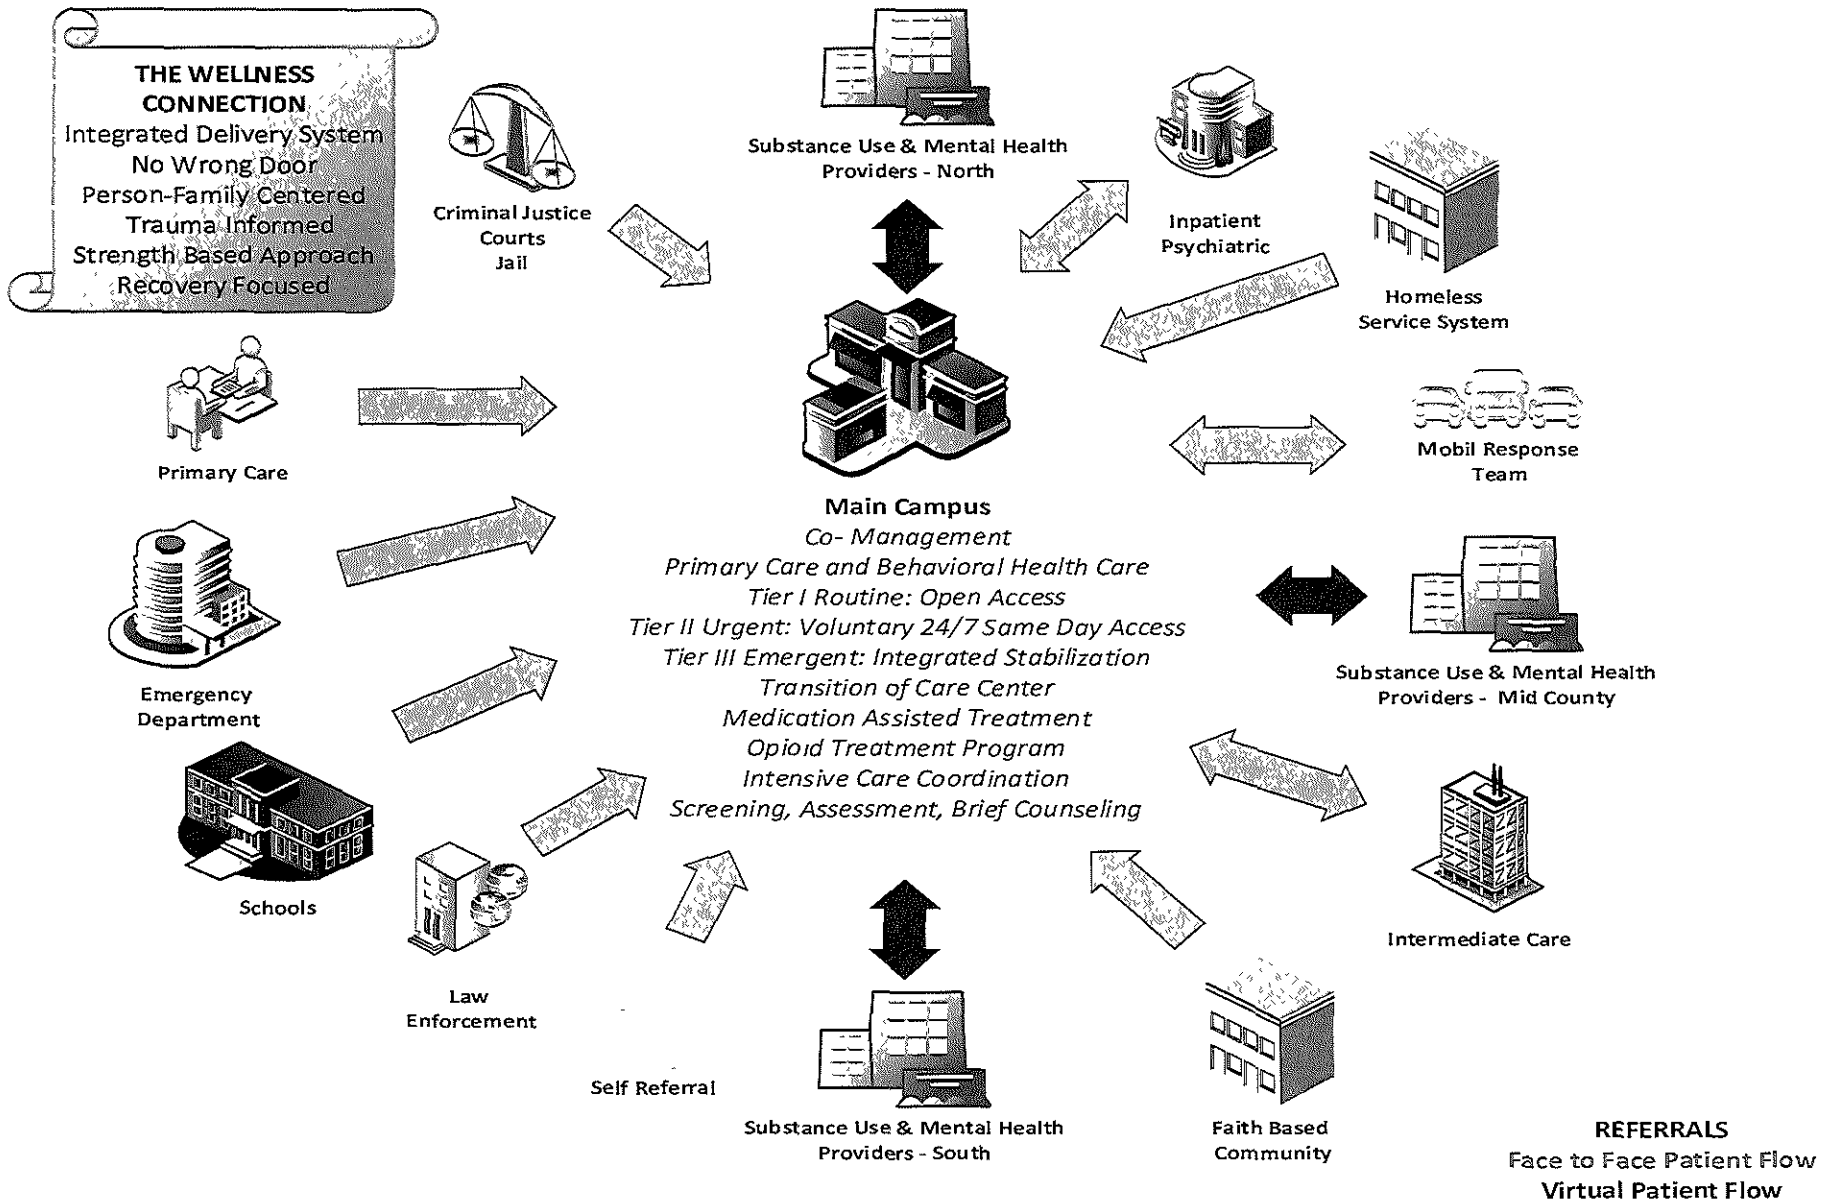 THE WELLNESS
CONNECTION
Integrated Delivery System
No Wrong Door
Person-Family Centered
Trauma Informed
Strength Based Approach
Recovery Focused
Criminal Justice
Courts
Jail
Substance Use & Mental Health
Providers - North
Inpatient
Psychiatric
Homeless
Service System
Primary Care
Mobil Response
Team
Main Campus
Co- Management
Primary Care and Behavioral Health Care
Tier I Routine: Open Access
Tier II Urgent: Voluntary 24/7 Same Day Access
Tier III Emergent: Integrated Stabilization
Transition of Care Center
Medication Assisted Treatment
Opioid Treatment Program
Intensive Care Coordination
Screening, Assessment, Brief Counseling
Emergency
Department
Substance Use & Mental Health
Providers - Mid County
Schools
Intermediate Care
Law
Enforcement
Self Referral
Substance Use & Mental Health
Providers - South
Faith Based
Community
REFERRALS
Face to Face Patient Flow
Virtual Patient Flow